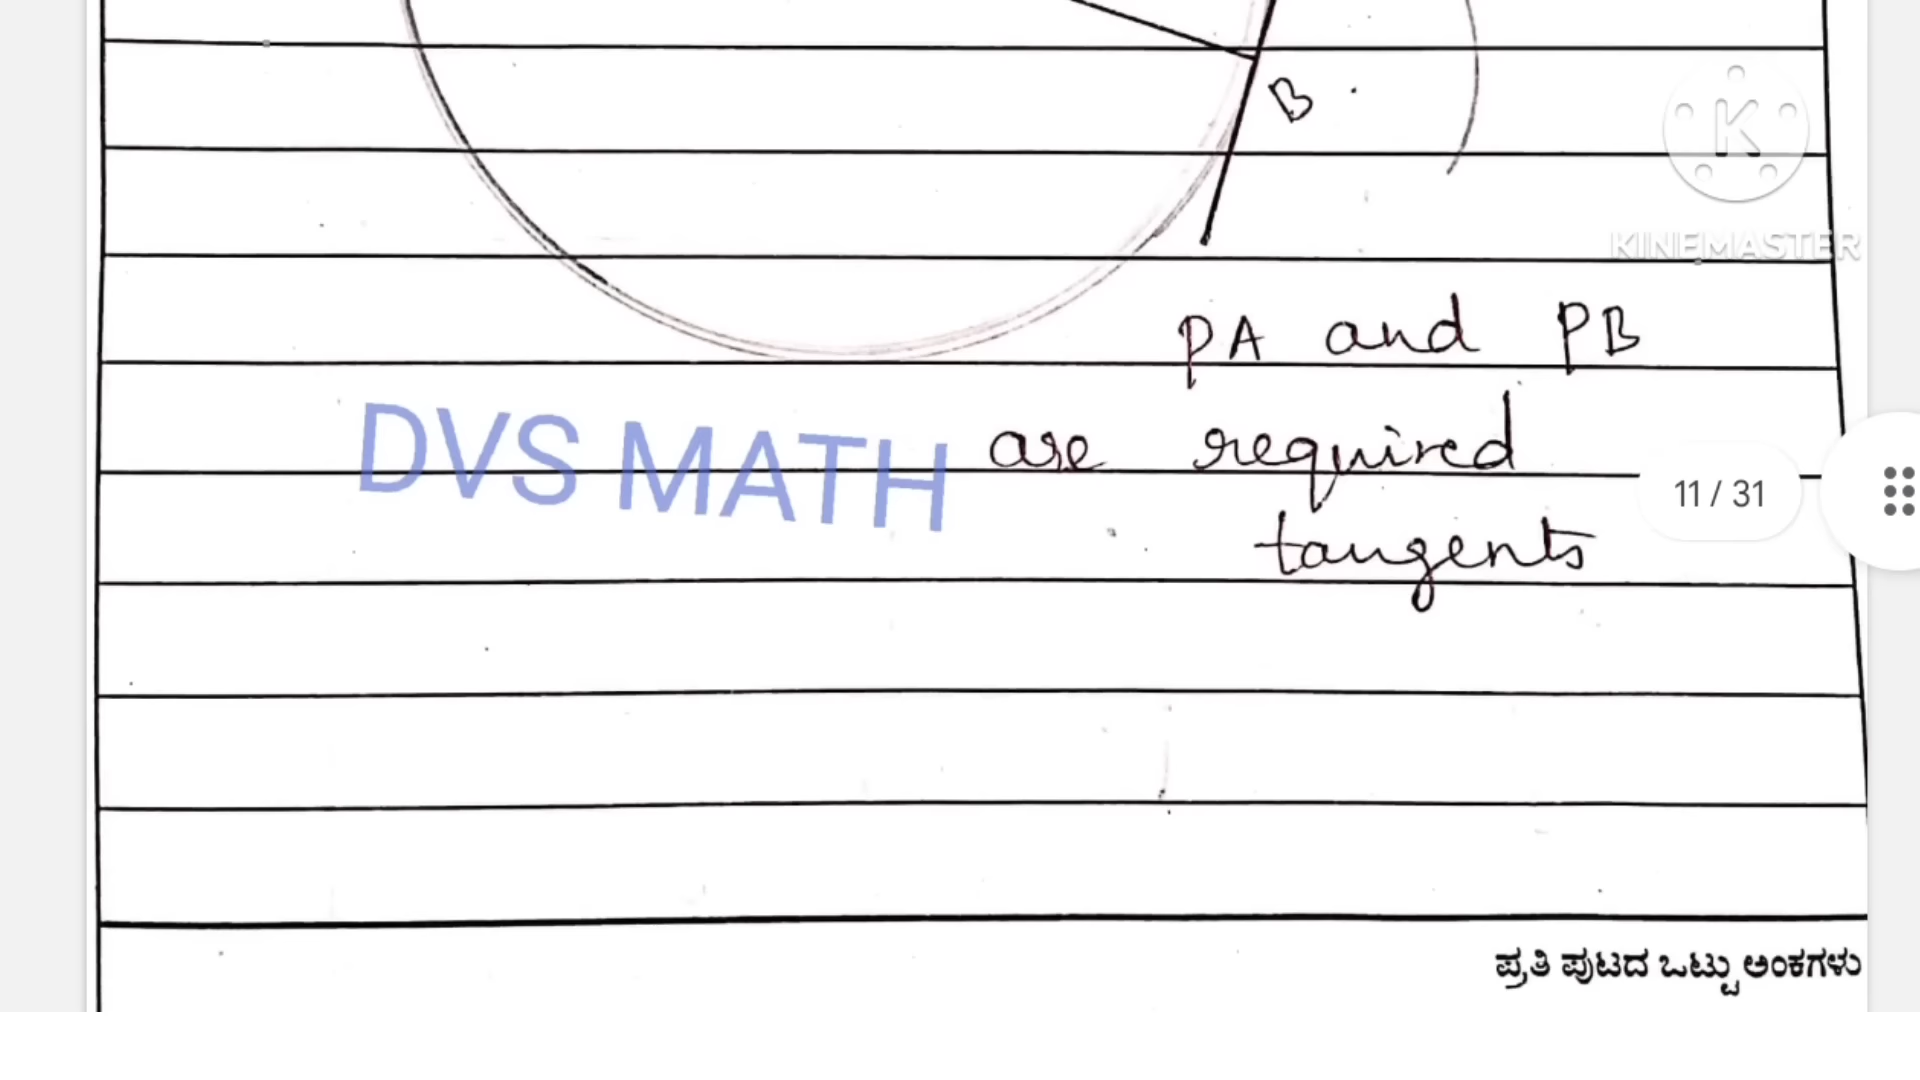 B
K
KINEMASTER
PA and PB
DVS MATH are required
11 / 31
tangents
ಪ್ರತಿ ಪುಟದ ಒಟ್ಟು ಅಂಕಗಳು